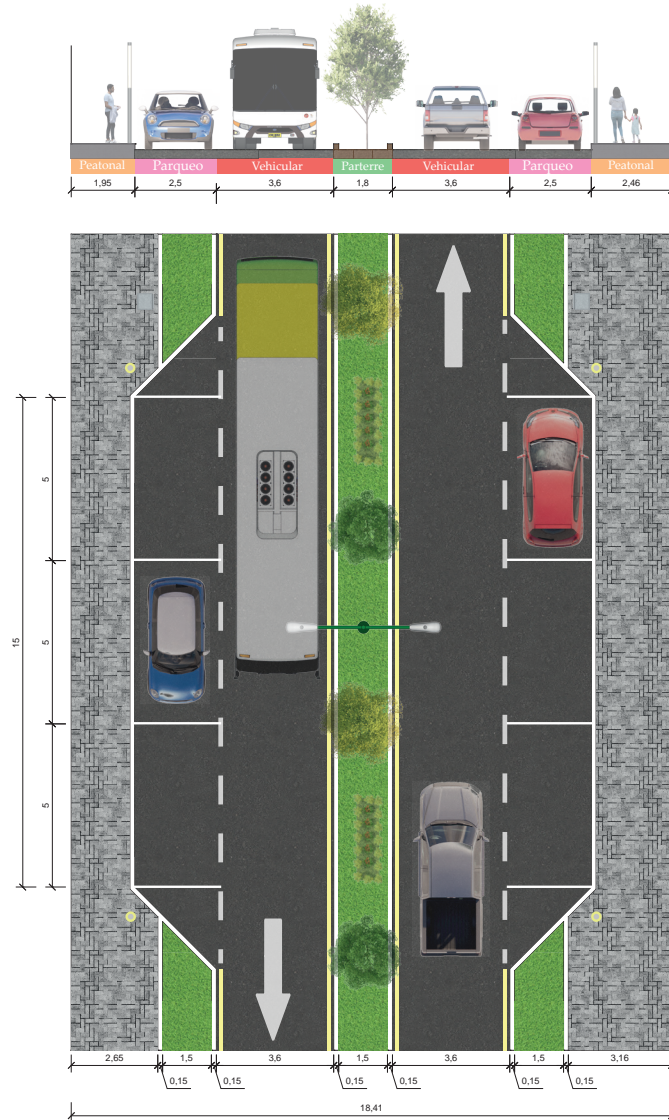 Peatonal Parqueo Vehicular Parterre Vehicular Parqueo Peatonal
1,95 2,5 3,6 1,8 3,6 2,5 2,46
5
15 5
5
2,65 1,5 3,6 1,5 3,6 1,5 3,16
0,15 0,15 0,15 0,15 0,15 0,15
18,41